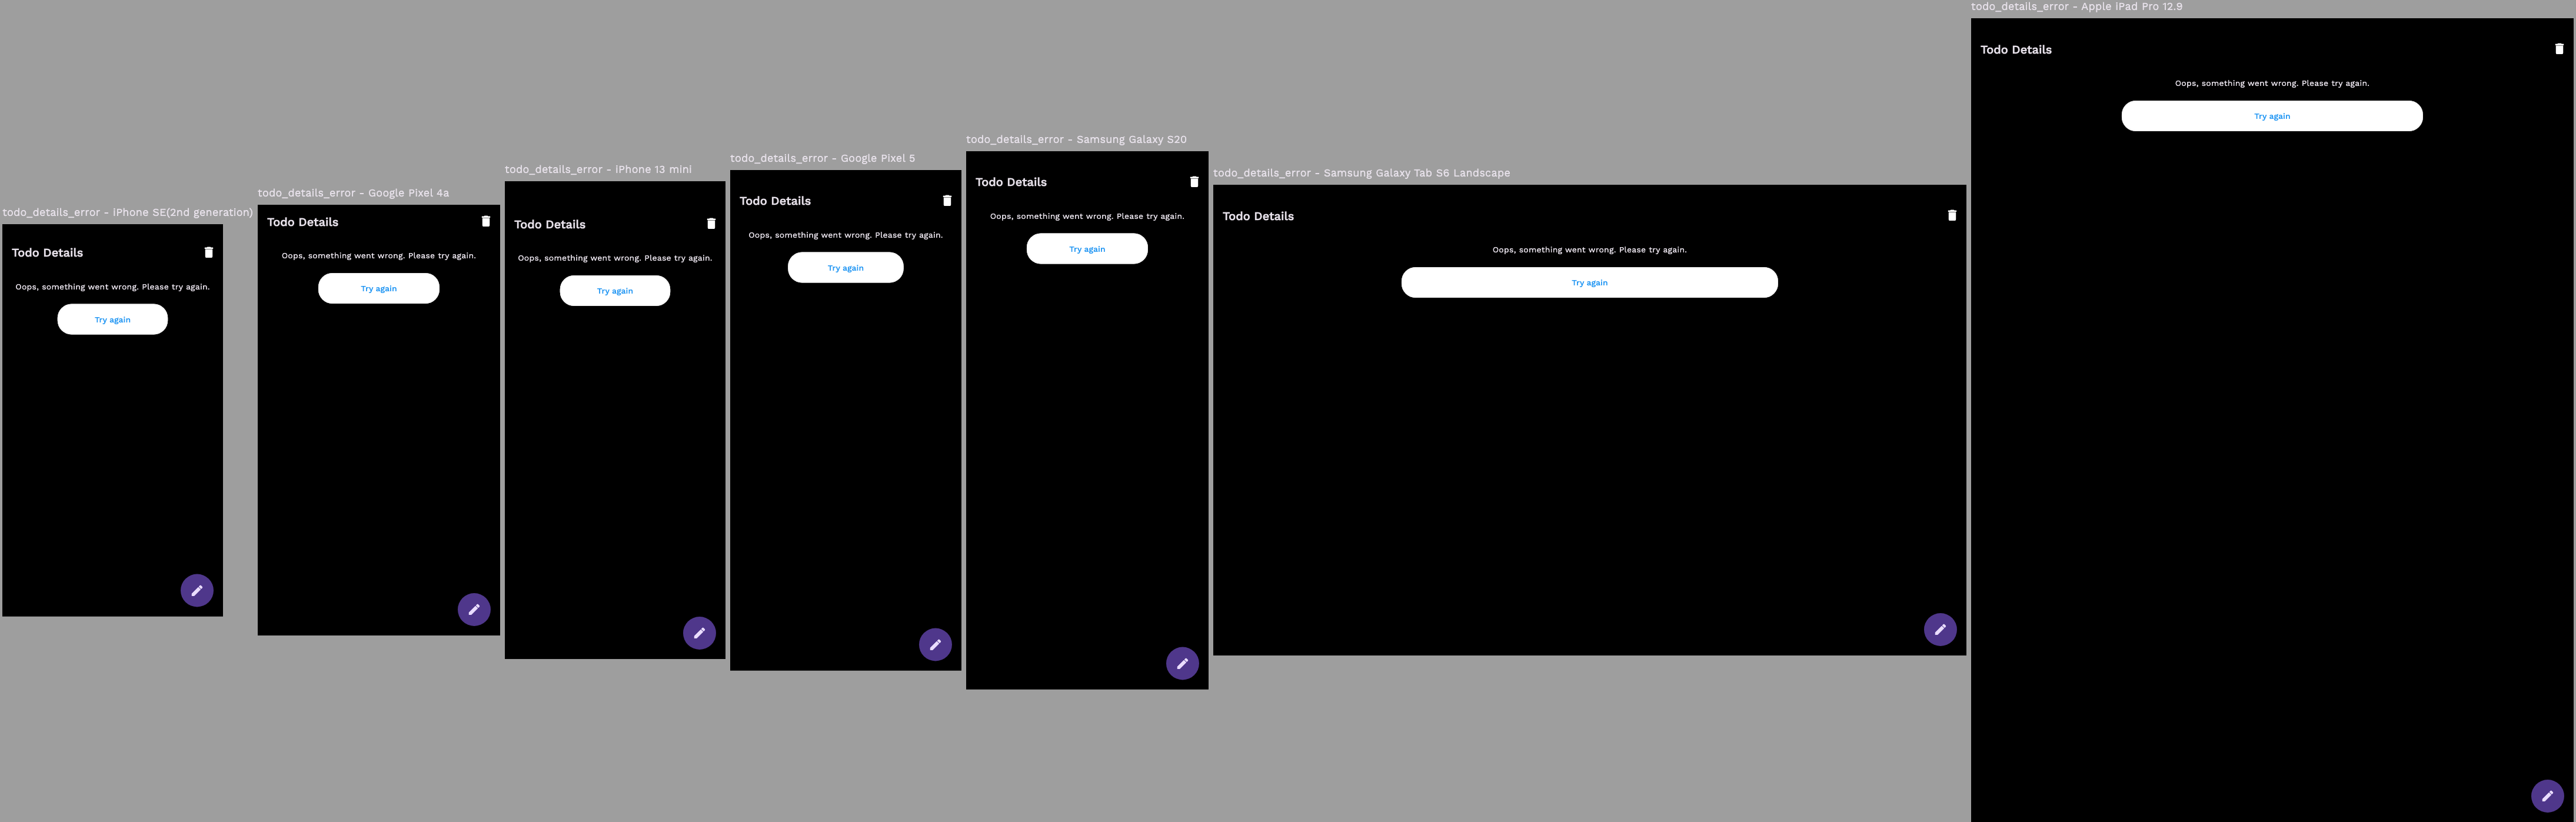 todo_details_error - iPhone SE(2nd generation)
Todo Details
Oops, something went wrong. Please try again.
Try again
todo_details_error - Google Pixel 4a
Todo Details
Oops, something went wrong. Please try again.
Try again
todo_details_error - iPhone 13 mini
Todo Details
Oops, something went wrong. Please try again.
Try again
todo_details_error - Google Pixel 5
Todo Details
Oops, something went wrong. Please try again.
Try again
todo_details_error - Samsung Galaxy S20
Todo Details
Oops, something went wrong. Please try again.
Try again
todo_details_error - Samsung Galaxy Tab S6 Landscape
Todo Details
Oops, something went wrong. Please try again.
Try again
todo_details_error - Apple iPad Pro 12.9
Todo Details
Oops, something went wrong. Please try again.
Try again